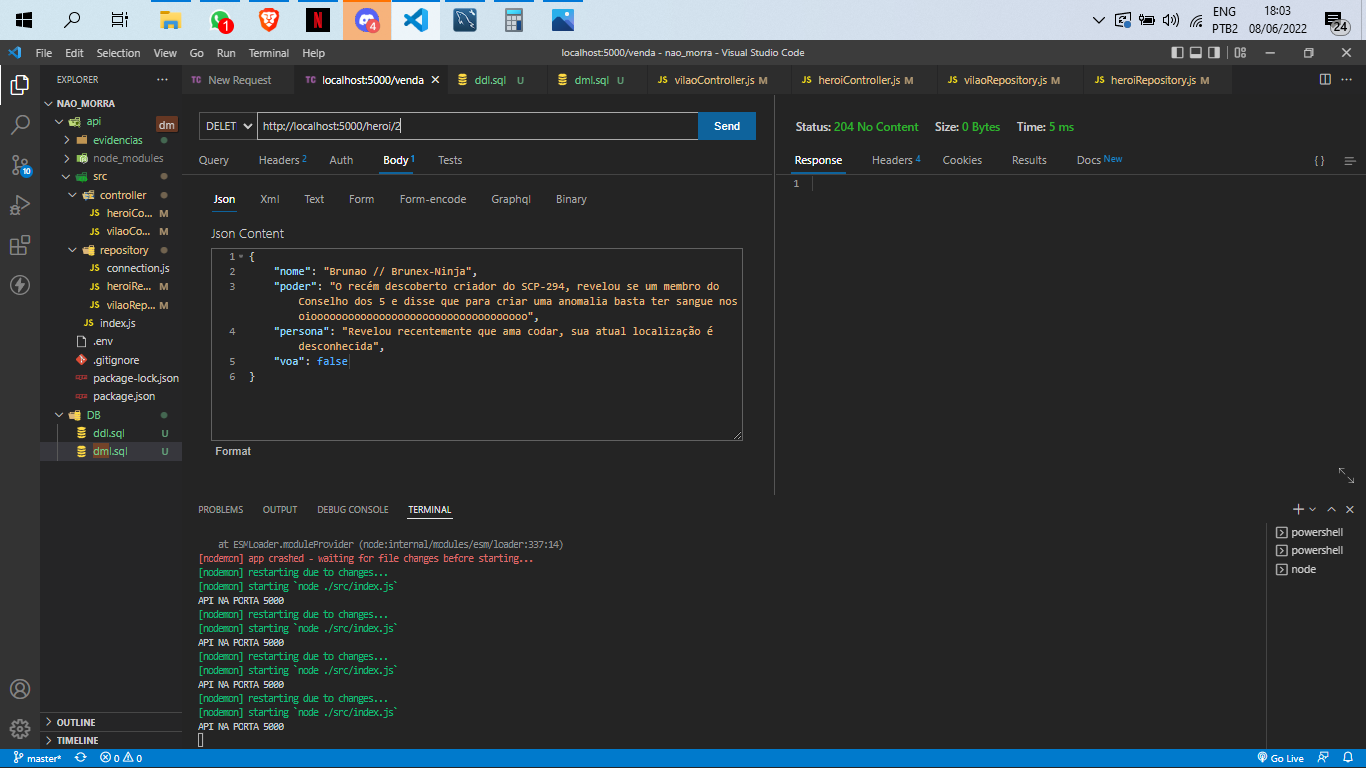 1
4
ENG
18:03
PTB2
08/06/2022
24
File Edit Selection View Go Run Terminal Help
localhost:5000/venda - nao_morra - Visual Studio Code
EXPLORER
New Request
localhost:5000/venda
ddl.sql U
dml.sql U
vilaoController.js M
heroiController.js M
vilaoRepository.js M
heroiRepository.js M
NAO_MORRA
api
dm
evidencias
node_modules
src
controller
JS heroiCo... M
JS vilaoCo... M
repository
JS connection.js
JS heroiRe... M
JS vilaoRep... M
JS index.js
.env
.gitignore
package-lock.json
package.json
DB
ddl.sql U
dml.sql U
OUTLINE
TIMELINE
10
DELET http://localhost:5000/heroi/2 Send
Query Headers 2 Auth Body 1 Tests
Json Xml Text Form Form-encode Graphql Binary
Json Content
1 {
2 "nome": "Brunao // Brunex-Ninja",
3 "poder": "O recém descoberto criador do SCP-294, revelou se um membro do
Conselho dos 5 e disse que para criar uma anomalia basta ter sangue nos
oiooooooooooooooooooooooooooooooooooo",
4 "persona": "Revelou recentemente que ama codar, sua atual localização é
desconhecida",
5 "voa": false
6 }
Format
Status: 204 No Content Size: 0 Bytes Time: 5 ms
Response Headers 4 Cookies Results Docs New { }
1
PROBLEMS OUTPUT DEBUG CONSOLE TERMINAL
at ESMLoader.moduleProvider (node:internal/modules/esm/loader:337:14)
[nodemon] app crashed - waiting for file changes before starting...
[nodemon] restarting due to changes...
[nodemon] starting `node ./src/index.js`
API NA PORTA 5000
[nodemon] restarting due to changes...
[nodemon] starting `node ./src/index.js`
API NA PORTA 5000
[nodemon] restarting due to changes...
[nodemon] starting `node ./src/index.js`
API NA PORTA 5000
[nodemon] restarting due to changes...
[nodemon] starting `node ./src/index.js`
API NA PORTA 5000
powershell
powershell
node
master* 0 0 Go Live